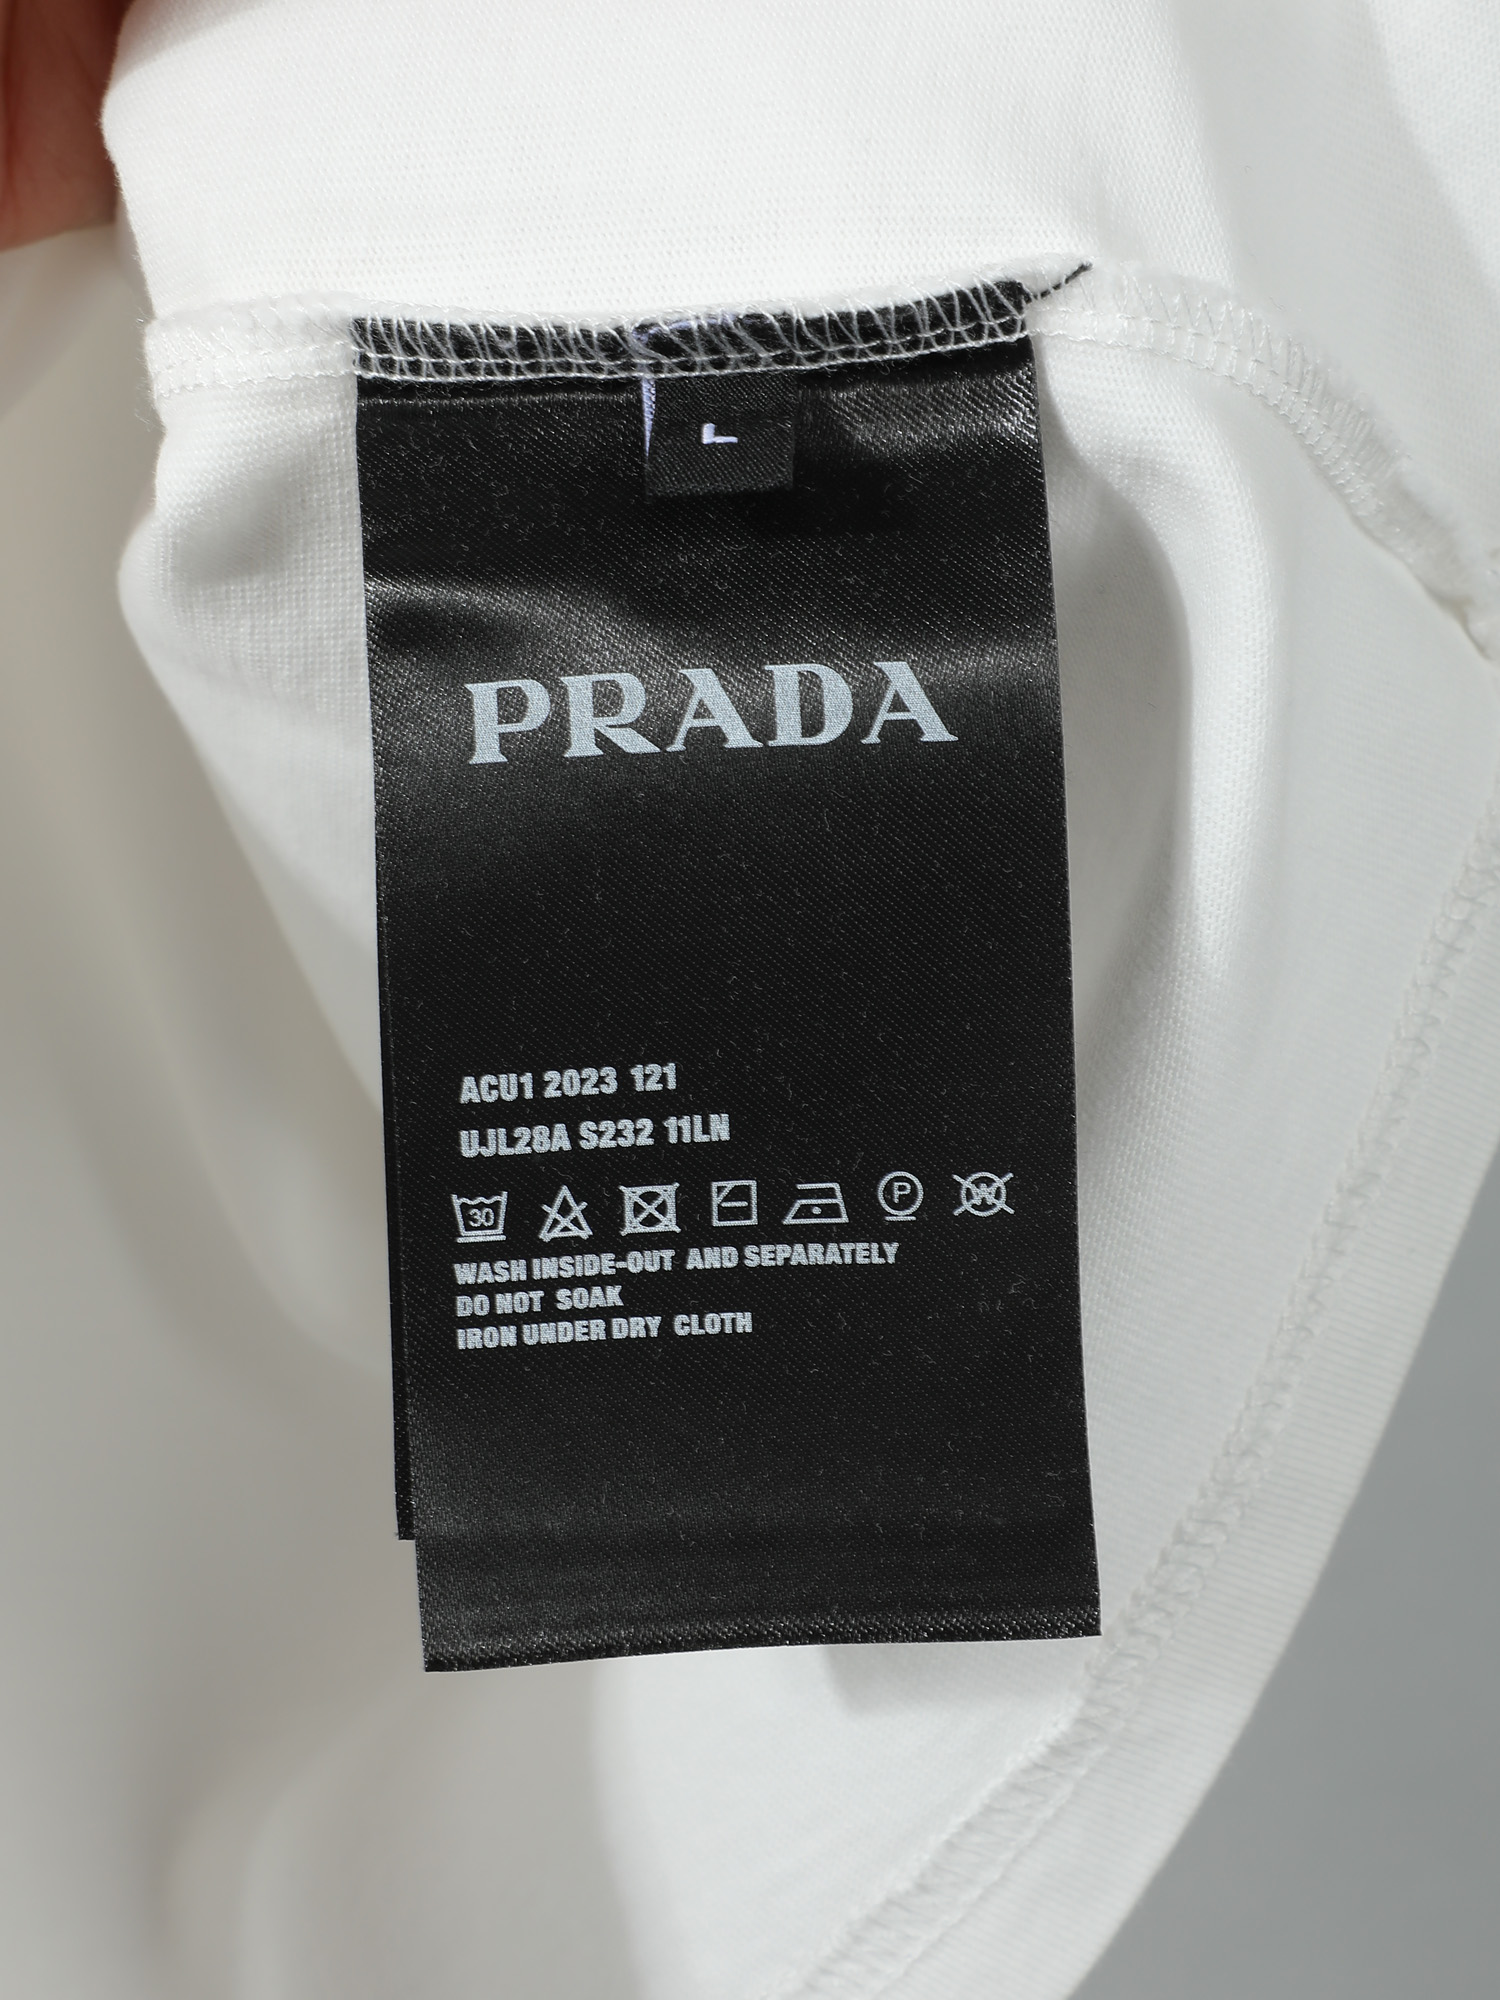 L
PRADA
ACU1 2023 121
UJL28A S232 11LN
30 P W
WASH INSIDE-OUT AND SEPARATELY
DO NOT SOAK
IRON UNDER DRY CLOTH